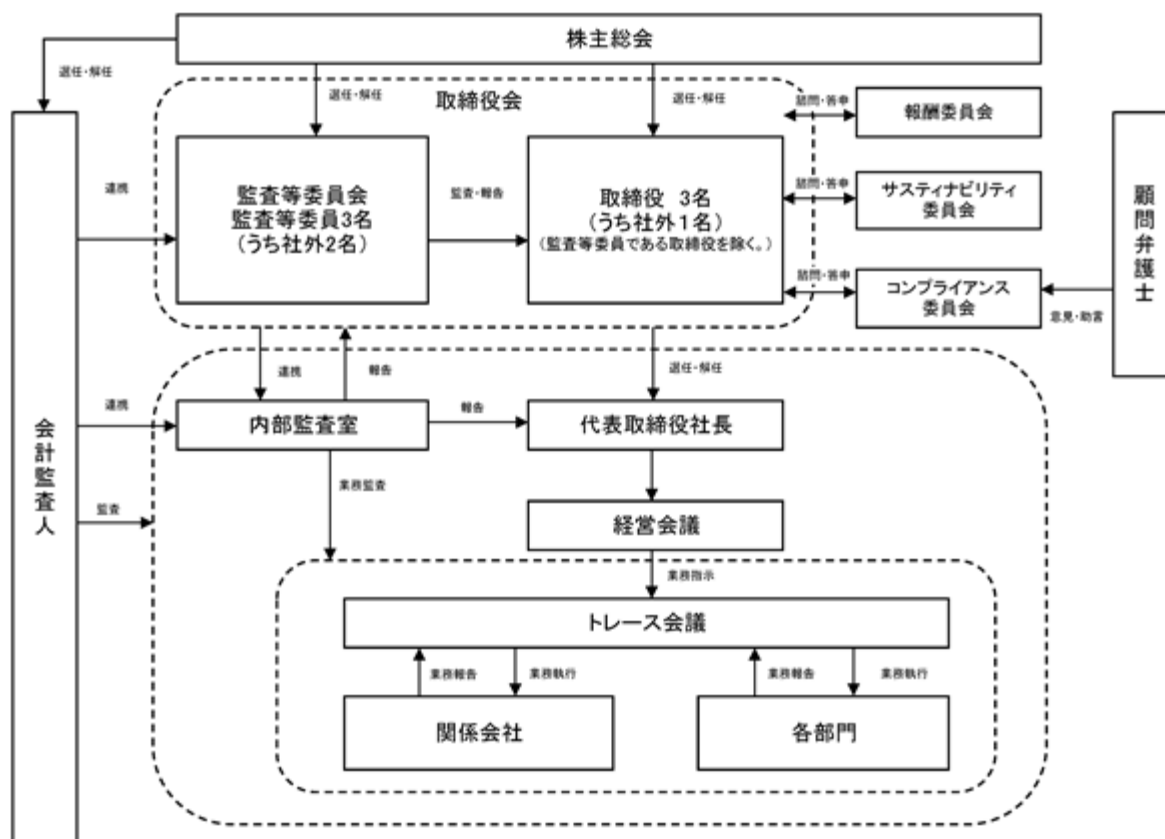 株主総会
選任・解任
選任・解任
選任・解任
取締役会
諮問・答申
報酬委員会
連携
監査等委員会
監査等委員3名
(うち社外2名)
監査・報告
取締役 3名
(うち社外1名)
(監査等委員である取締役を除く。)
諮問・答申
サスティナビリティ
委員会
諮問・答申
コンプライアンス
委員会
意見・助言
顧問弁護士
連携
報告
選任・解任
会計監査人
連携
内部監査室
報告
代表取締役社長
監査
業務監査
経営会議
業務指示
トレース会議
業務報告
業務執行
業務報告
業務執行
関係会社
各部門